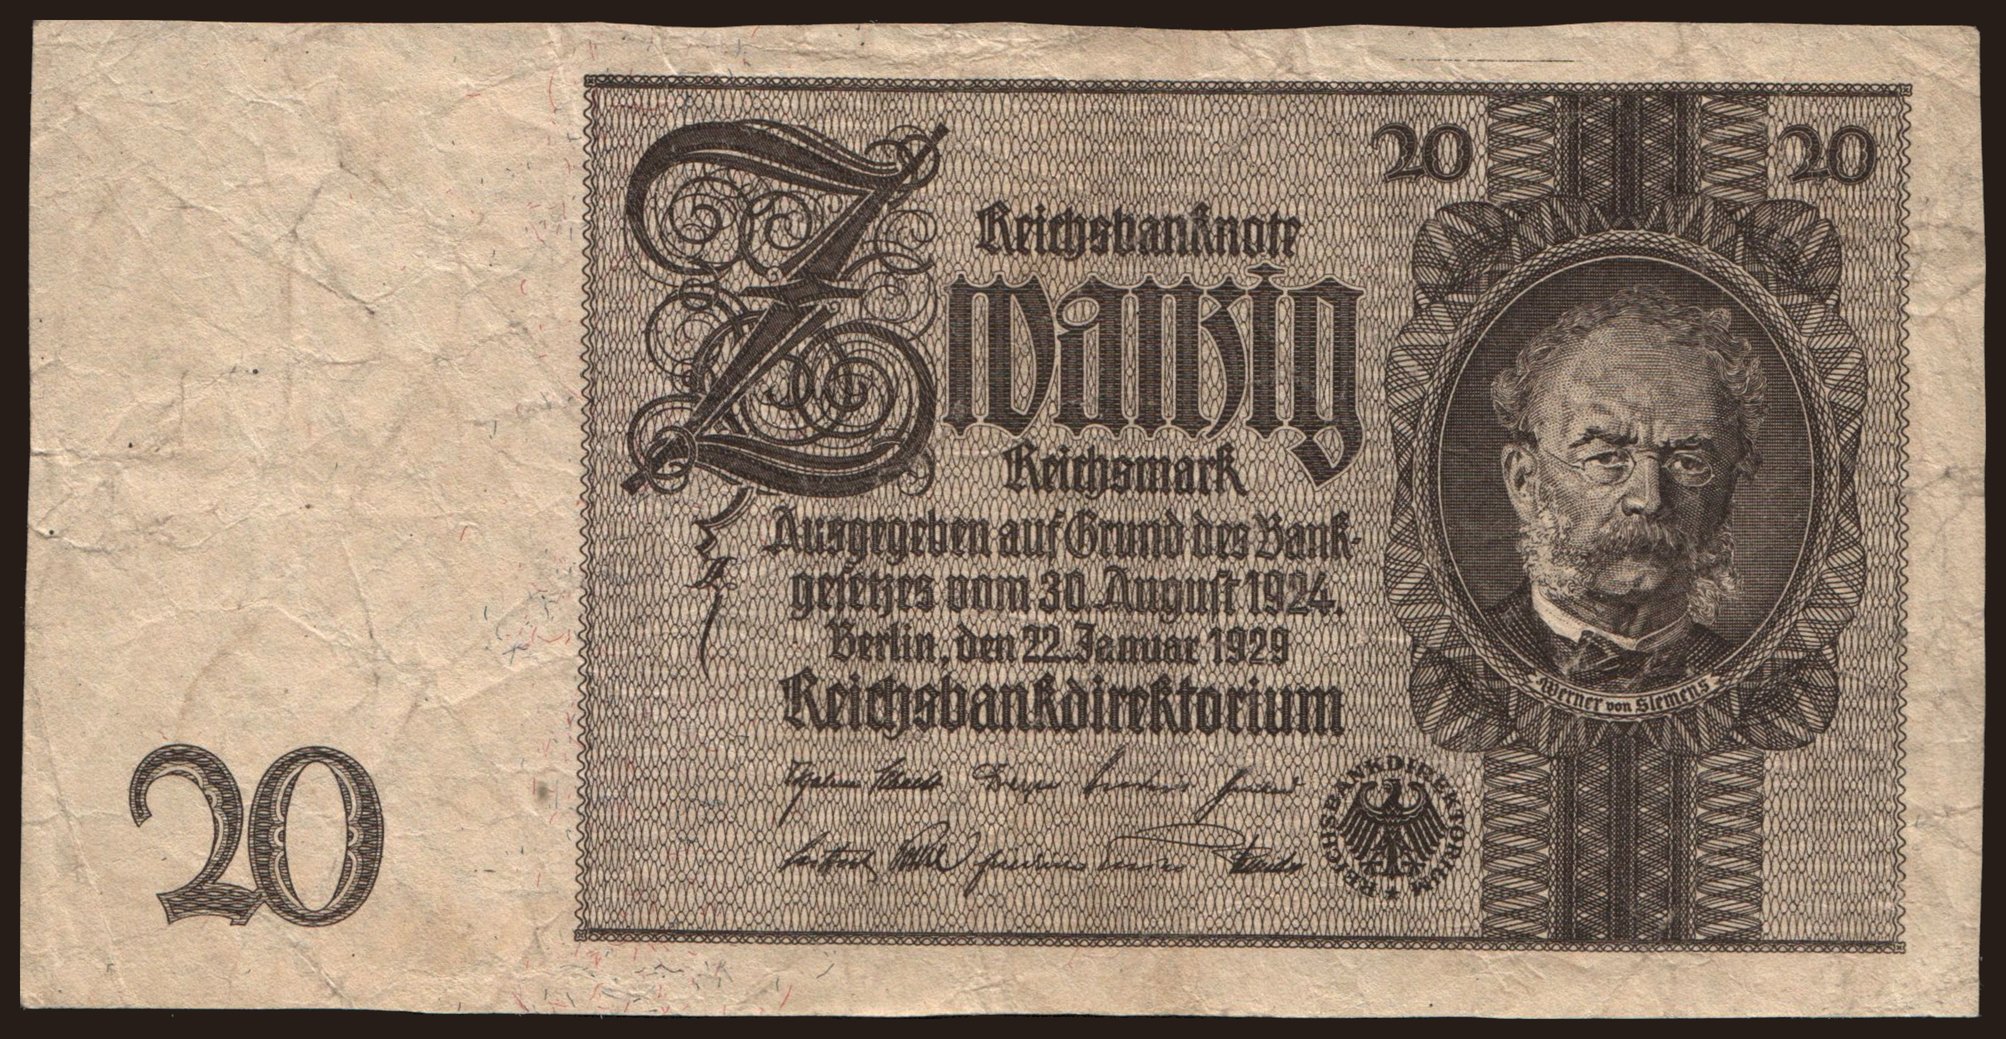 20 20
Reichsbanknote
Zwanzig
Reichsmark
Ausgegeben auf Grund des Bank-
gesetzes vom 30. August 1924.
Berlin, den 22. Januar 1929
Reichsbankdirektorium
Werner von Siemens
REICHSBANKDIREKTORIUM
20